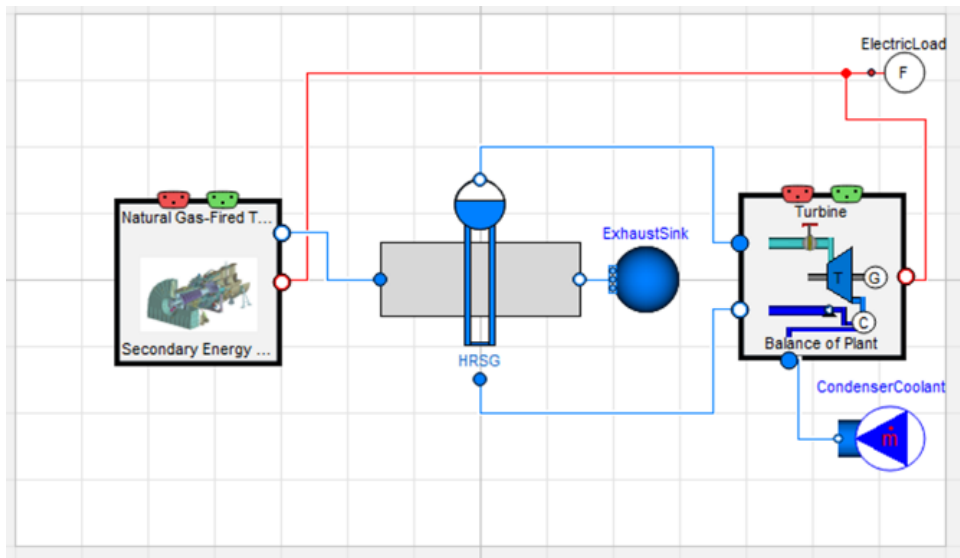 ElectricLoad
F
Natural Gas-Fired T...
Turbine
ExhaustSink
T
G
C
Secondary Energy ...
HRSG
Balance of Plant
CondenserCoolant
ṁ